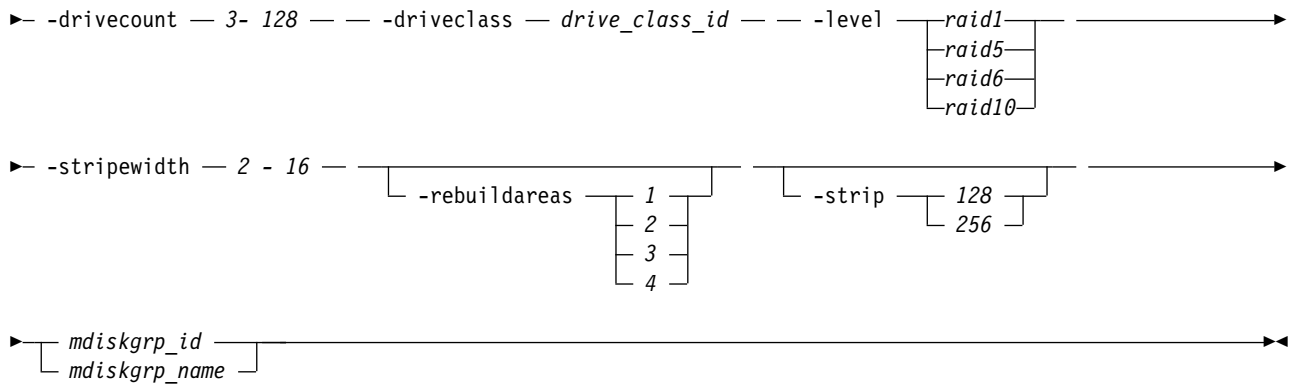 -drivecount 3- 128 -driveclass drive_class_id -level raid1
raid5
raid6
raid10
-stripewidth 2 - 16
-rebuildareas 1
2
3
4
-strip 128
256
mdiskgrp_id
mdiskgrp_name